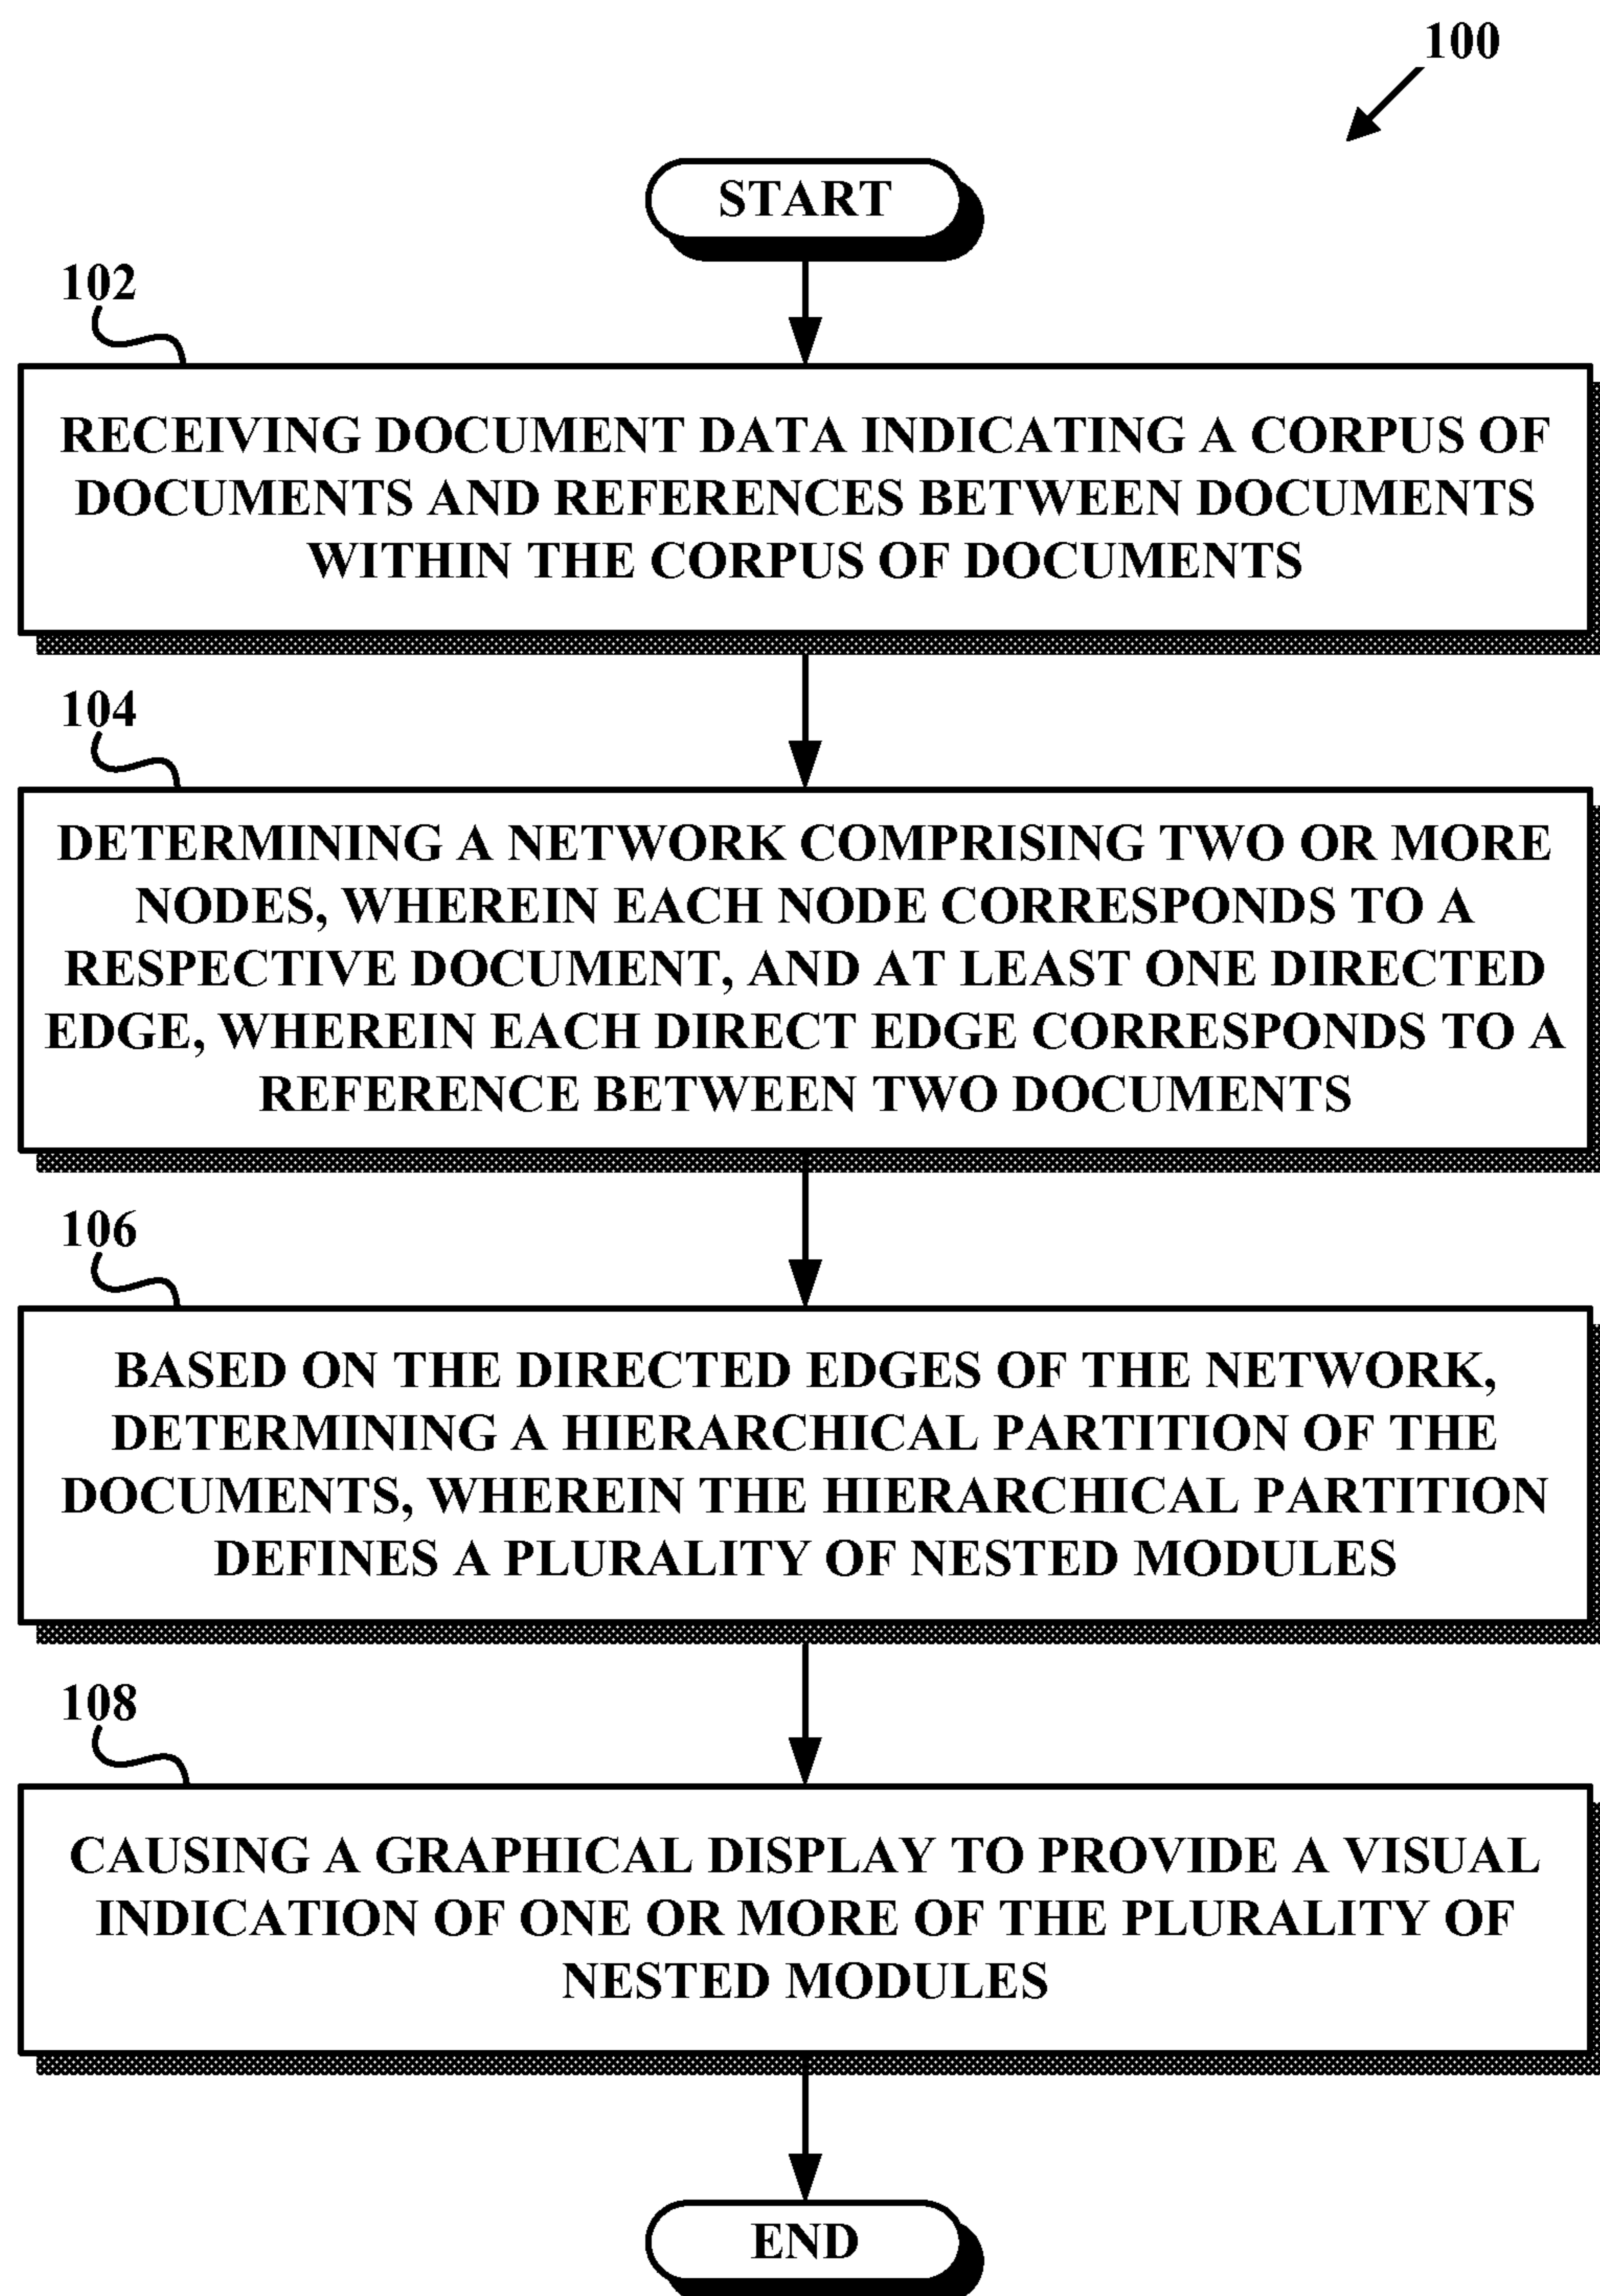 100
START
102
RECEIVING DOCUMENT DATA INDICATING A CORPUS OF
DOCUMENTS AND REFERENCES BETWEEN DOCUMENTS
WITHIN THE CORPUS OF DOCUMENTS
104
DETERMINING A NETWORK COMPRISING TWO OR MORE
NODES, WHEREIN EACH NODE CORRESPONDS TO A
RESPECTIVE DOCUMENT, AND AT LEAST ONE DIRECTED
EDGE, WHEREIN EACH DIRECT EDGE CORRESPONDS TO A
REFERENCE BETWEEN TWO DOCUMENTS
106
BASED ON THE DIRECTED EDGES OF THE NETWORK,
DETERMINING A HIERARCHICAL PARTITION OF THE
DOCUMENTS, WHEREIN THE HIERARCHICAL PARTITION
DEFINES A PLURALITY OF NESTED MODULES
108
CAUSING A GRAPHICAL DISPLAY TO PROVIDE A VISUAL
INDICATION OF ONE OR MORE OF THE PLURALITY OF
NESTED MODULES
END